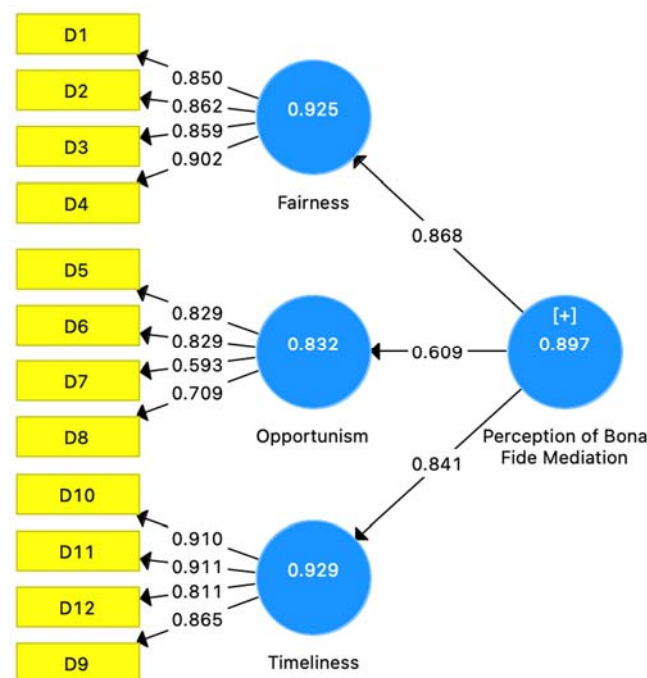 D1
D2
D3
D4
0.850
0.862
0.859
0.902
0.925
Fairness
0.868
D5
D6
D7
D8
0.829
0.829
0.593
0.709
0.832
Opportunism
0.609
[+]
0.897
Perception of Bona
Fide Mediation
0.841
D10
D11
D12
D9
0.910
0.911
0.811
0.865
0.929
Timeliness